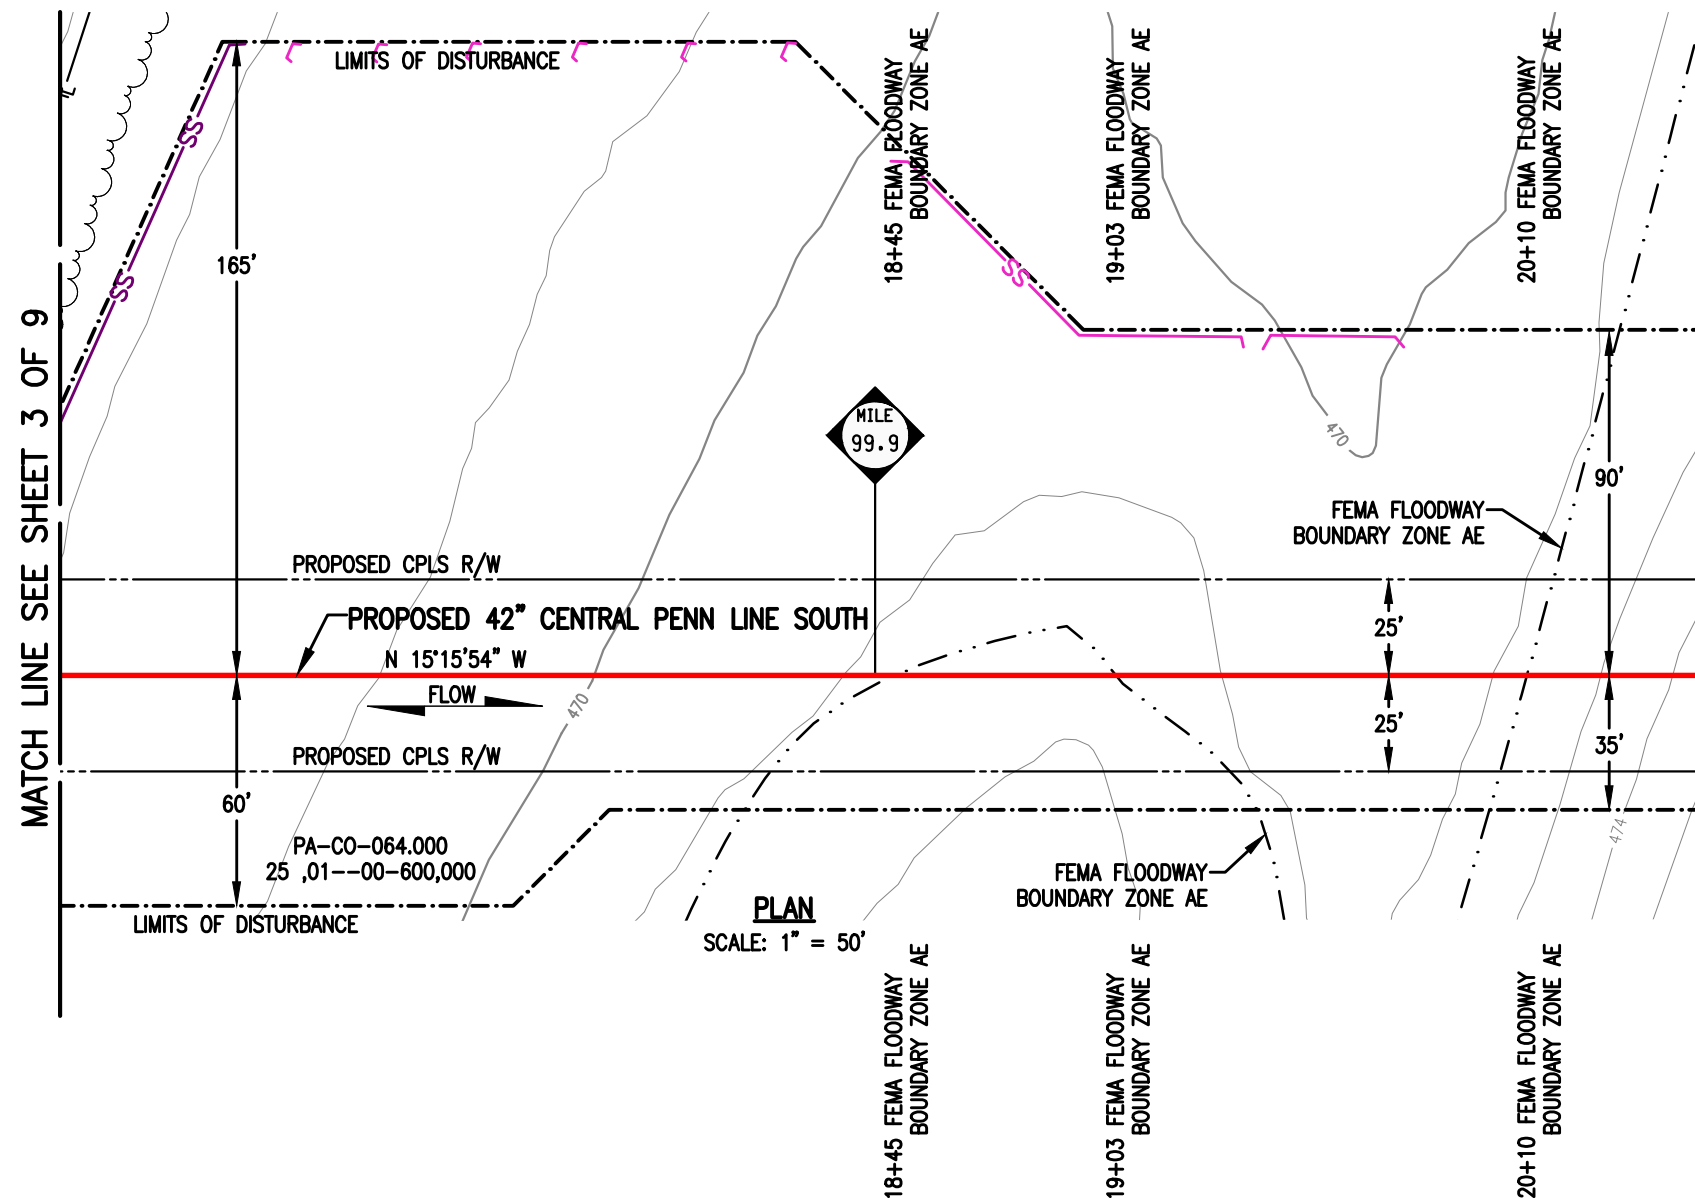 MATCH LINE SEE SHEET 3 OF 9
LIMITS OF DISTURBANCE
18+45 FEMA FLOODWAY
BOUNDARY ZONE AE
19+03 FEMA FLOODWAY
BOUNDARY ZONE AE
20+10 FEMA FLOODWAY
BOUNDARY ZONE AE
SS
SS
SS
165'
MILE
99.9
470
90'
FEMA FLOODWAY
BOUNDARY ZONE AE
PROPOSED CPLS R/W
PROPOSED 42" CENTRAL PENN LINE SOUTH
N 15°15'54" W
FLOW
470
25'
25'
35'
PROPOSED CPLS R/W
60'
PA-CO-064.000
25 ,01--00-600,000
474
FEMA FLOODWAY
BOUNDARY ZONE AE
LIMITS OF DISTURBANCE
PLAN
SCALE: 1" = 50'
18+45 FEMA FLOODWAY
BOUNDARY ZONE AE
19+03 FEMA FLOODWAY
BOUNDARY ZONE AE
20+10 FEMA FLOODWAY
BOUNDARY ZONE AE